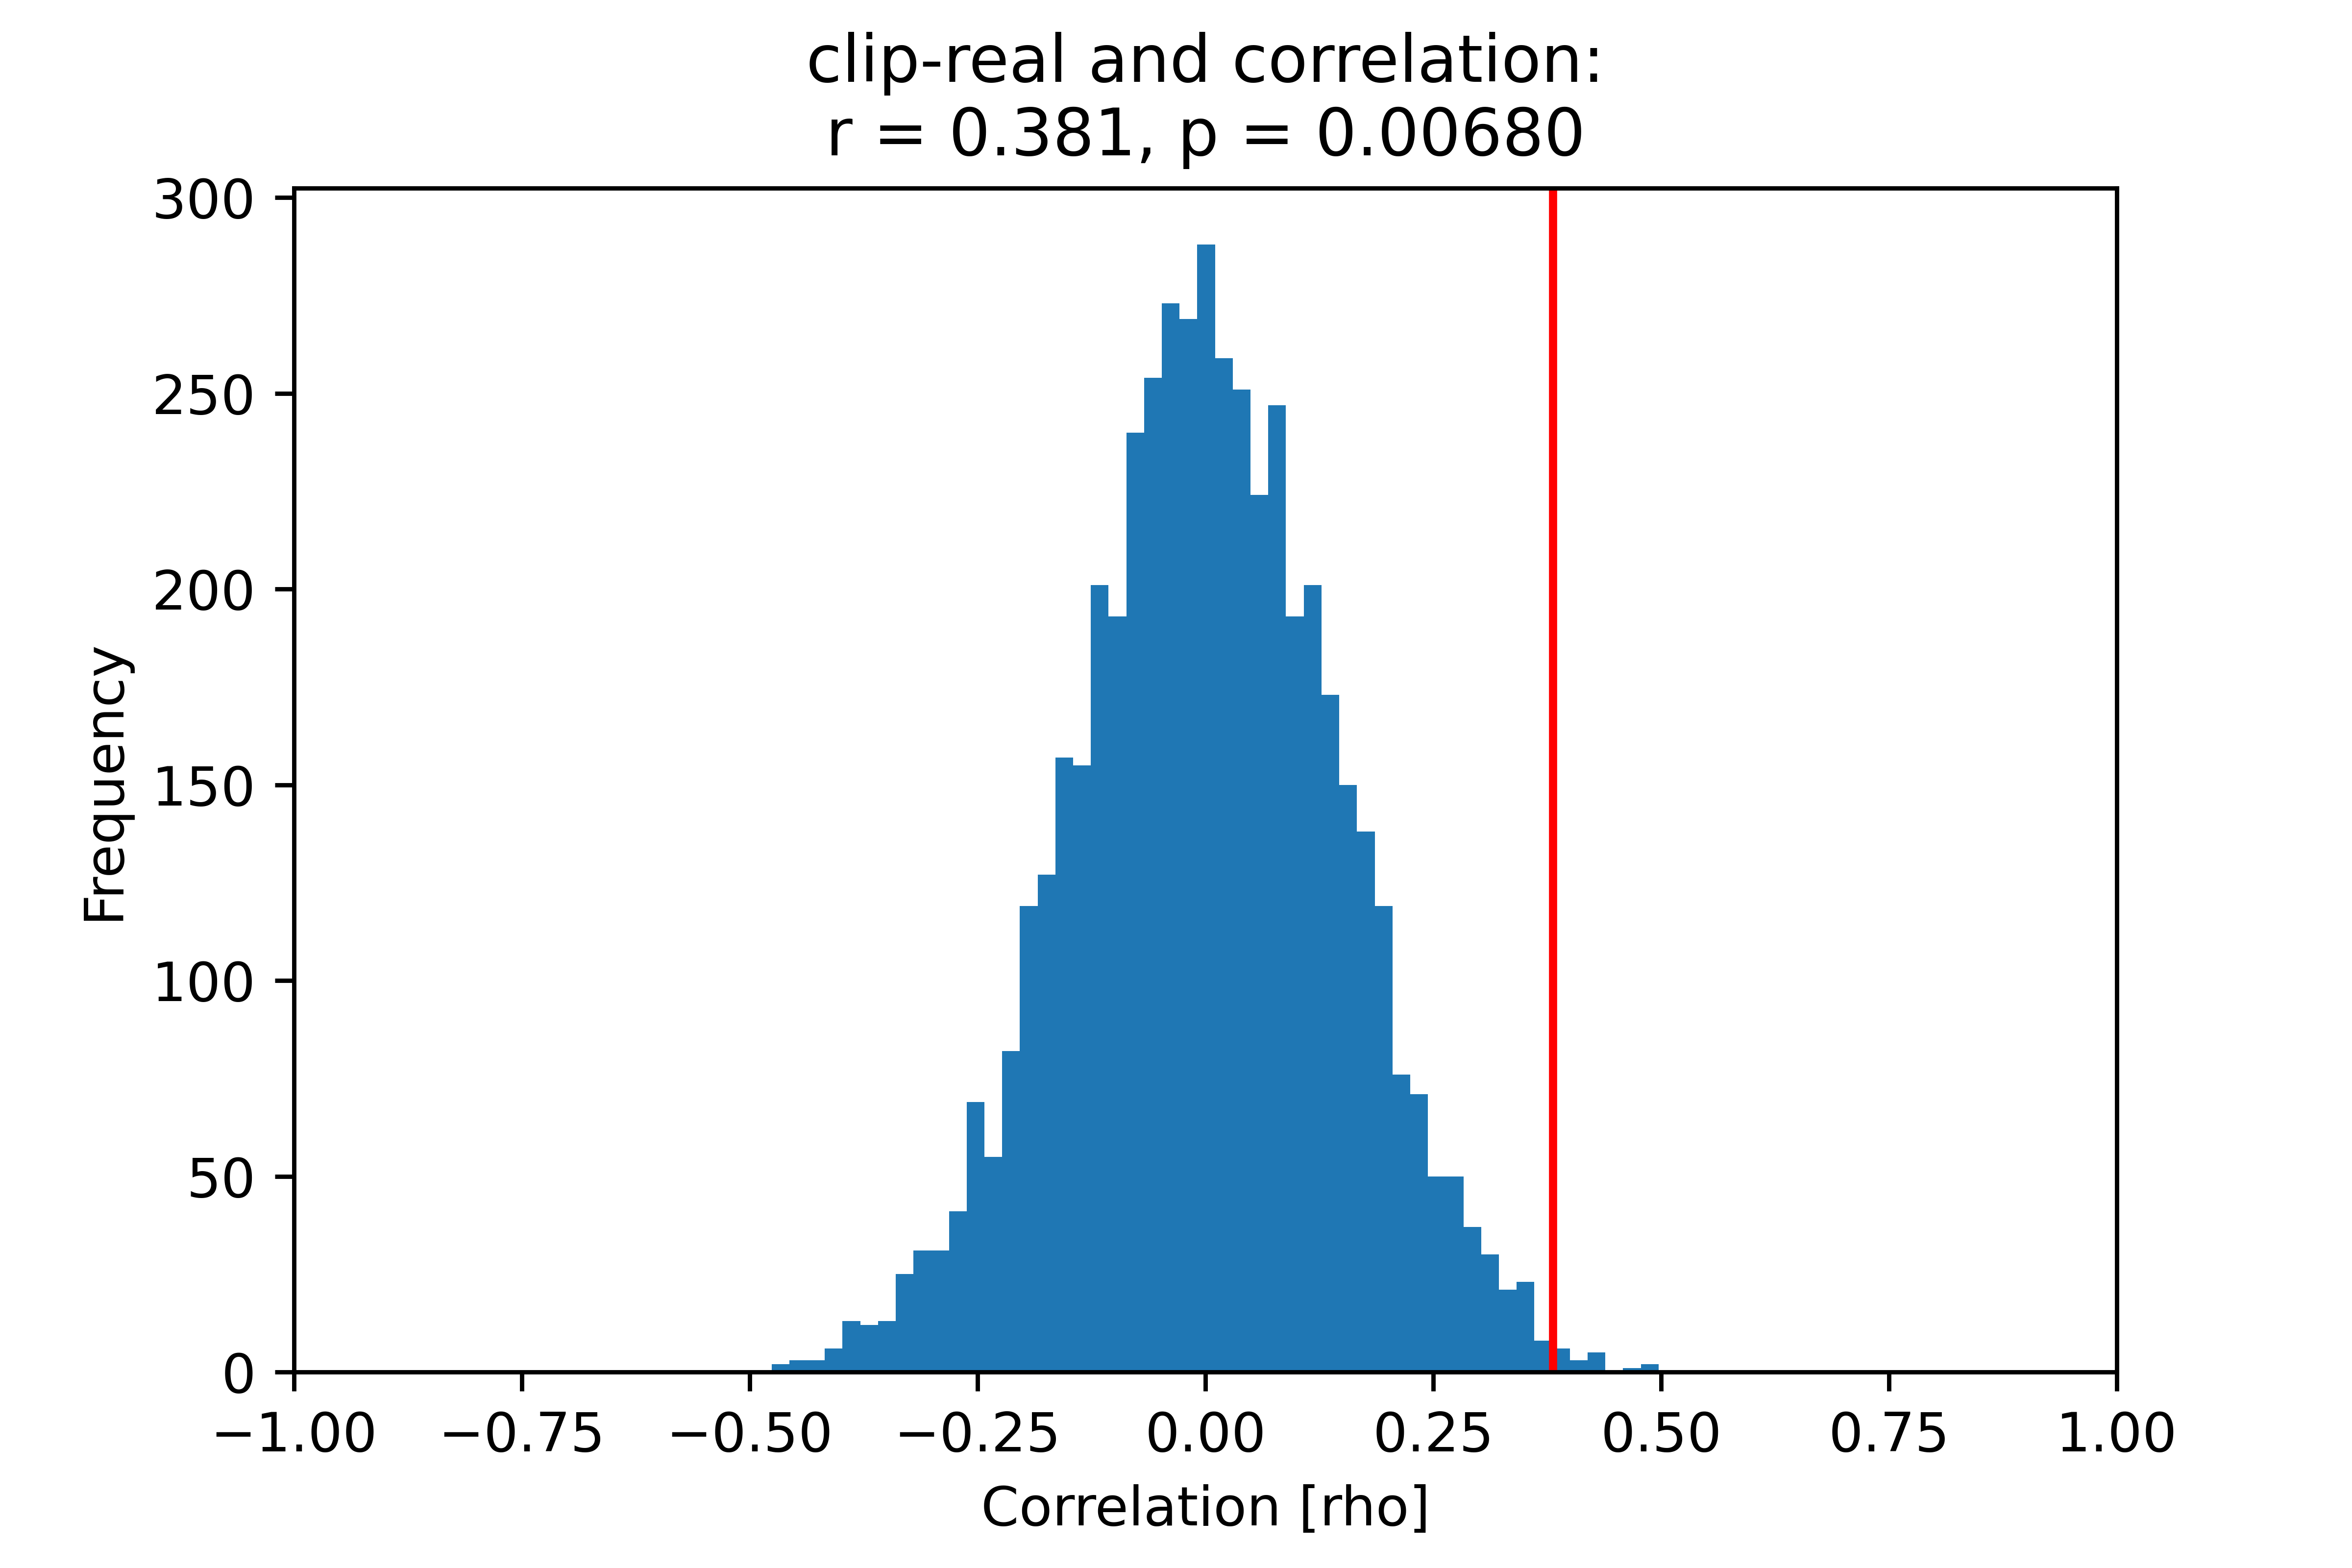 clip-real and correlation:
r = 0.381, p = 0.00680
300
250
200
150
100
50
0
Frequency
−1.00 −0.75 −0.50 −0.25 0.00 0.25 0.50 0.75 1.00
Correlation [rho]